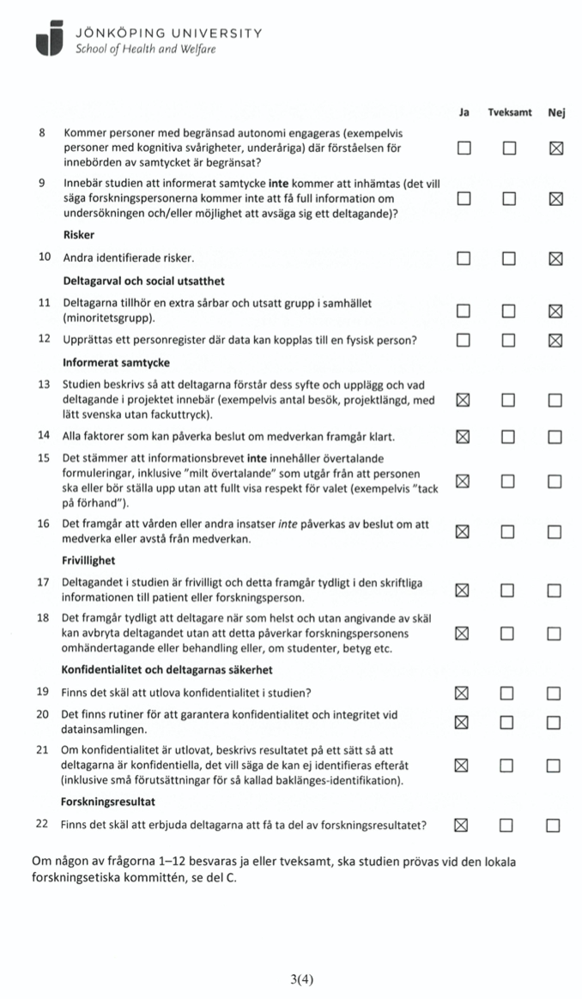 JÖNKÖPING UNIVERSITY
School of Health and Welfare
Ja Tveksamt Nej
8 Kommer personer med begränsad autonomi engageras (exempelvis
personer med kognitiva svårigheter, underåriga) där förståelsen för
innebörden av samtycket är begränsat? ☐ ☐ ☒
9 Innebär studien att informerat samtycke inte kommer att inhämtas (det vill
säga forskningspersonerna kommer inte att få full information om
undersökningen och/eller möjlighet att avsäga sig ett deltagande)? ☐ ☐ ☒
Risker
10 Andra identifierade risker. ☐ ☐ ☒
Deltagarval och social utsatthet
11 Deltagarna tillhör en extra sårbar och utsatt grupp i samhället
(minoritetsgrupp). ☐ ☐ ☒
12 Upprättas ett personregister där data kan kopplas till en fysisk person? ☐ ☐ ☒
Informerat samtycke
13 Studien beskrivs så att deltagarna förstår dess syfte och upplägg och vad
deltagande i projektet innebär (exempelvis antal besök, projektlängd, med
lätt svenska utan fackuttryck). ☒ ☐ ☐
14 Alla faktorer som kan påverka beslut om medverkan framgår klart. ☒ ☐ ☐
15 Det stämmer att informationsbrevet inte innehåller övertalande
formuleringar, inklusive ”milt övertalande” som utgår från att personen
ska eller bör ställa upp utan att fullt visa respekt för valet (exempelvis ”tack
på förhand”). ☒ ☐ ☐
16 Det framgår att vården eller andra insatser inte påverkas av beslut om att
medverka eller avstå från medverkan. ☒ ☐ ☐
Frivillighet
17 Deltagandet i studien är frivilligt och detta framgår tydligt i den skriftliga
informationen till patient eller forskningsperson. ☒ ☐ ☐
18 Det framgår tydligt att deltagare när som helst och utan angivande av skäl
kan avbryta deltagandet utan att detta påverkar forskningspersonens
omhändertagande eller behandling eller, om studenter, betyg etc. ☒ ☐ ☐
Konfidentialitet och deltagarnas säkerhet
19 Finns det skäl att utlova konfidentialitet i studien? ☒ ☐ ☐
20 Det finns rutiner för att garantera konfidentialitet och integritet vid
datainsamlingen. ☒ ☐ ☐
21 Om konfidentialitet är utlovat, beskrivs resultatet på ett sätt så att
deltagarna är konfidentiella, det vill säga de kan ej identifieras efteråt
(inklusive små förutsättningar för så kallad baklänges-identifikation). ☒ ☐ ☐
Forskningsresultat
22 Finns det skäl att erbjuda deltagarna att få ta del av forskningsresultatet? ☒ ☐ ☐
Om någon av frågorna 1–12 besvaras ja eller tveksamt, ska studien prövas vid den lokala
forskningsetiska kommittén, se del C.
3(4)